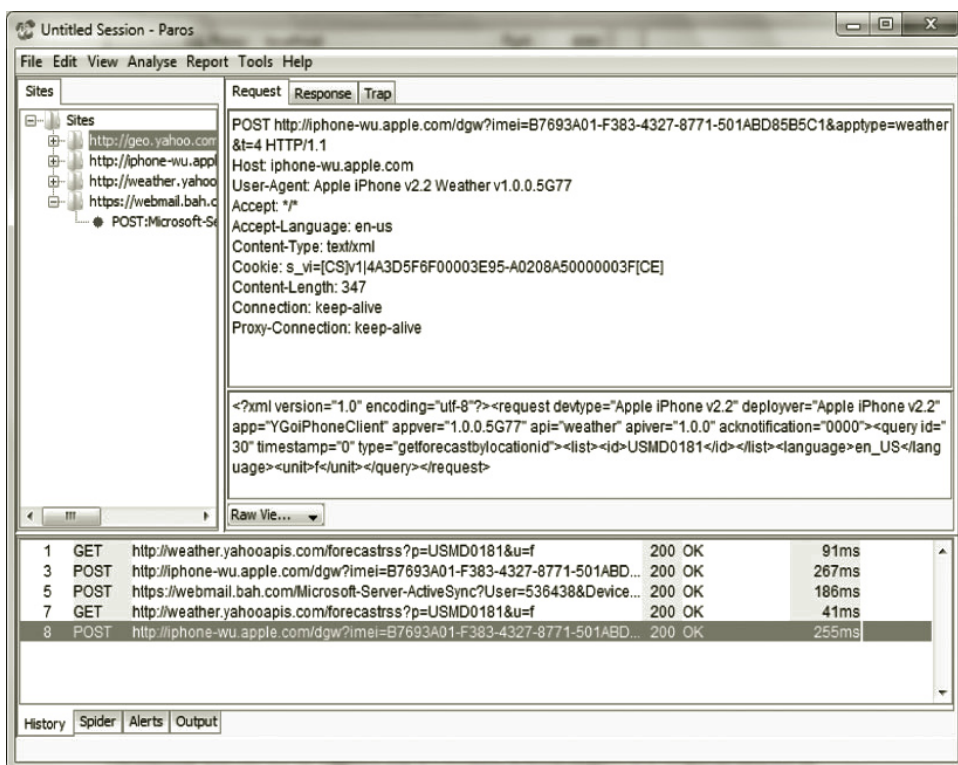 Untitled Session - Paros
File Edit View Analyse Report Tools Help
Sites
Sites
http://geo.yahoo.com
http://iphone-wu.appl
http://weather.yahoo
https://webmail.bah.c
POST:Microsoft-Se
Request Response Trap
POST http://iphone-wu.apple.com/dgw?imei=B7693A01-F383-4327-8771-501ABD85B5C1&apptype=weather
&t=4 HTTP/1.1
Host: iphone-wu.apple.com
User-Agent: Apple iPhone v2.2 Weather v1.0.0.5G77
Accept: */*
Accept-Language: en-us
Content-Type: text/xml
Cookie: s_vi=[CS]v1|4A3D5F6F00003E95-A0208A50000003F[CE]
Content-Length: 347
Connection: keep-alive
Proxy-Connection: keep-alive
<?xml version="1.0" encoding="utf-8"?><request devtype="Apple iPhone v2.2" deployver="Apple iPhone v2.2"
app="YGoiPhoneClient" appver="1.0.0.5G77" api="weather" apiver="1.0.0" acknotification="0000"><query id="
30" timestamp="0" type="getforecastbylocationid"><list><id>USMD0181</id></list><language>en_US</lang
uage><unit>f</unit></query></request>
Raw Vie...
1 GET http://weather.yahooapis.com/forecastrss?p=USMD0181&u=f 200 OK 91ms
3 POST http://iphone-wu.apple.com/dgw?imei=B7693A01-F383-4327-8771-501ABD... 200 OK 267ms
5 POST https://webmail.bah.com/Microsoft-Server-ActiveSync?User=536438&Device... 200 OK 186ms
7 GET http://weather.yahooapis.com/forecastrss?p=USMD0181&u=f 200 OK 41ms
8 POST http://iphone-wu.apple.com/dgw?imei=B7693A01-F383-4327-8771-501ABD... 200 OK 255ms
History Spider Alerts Output